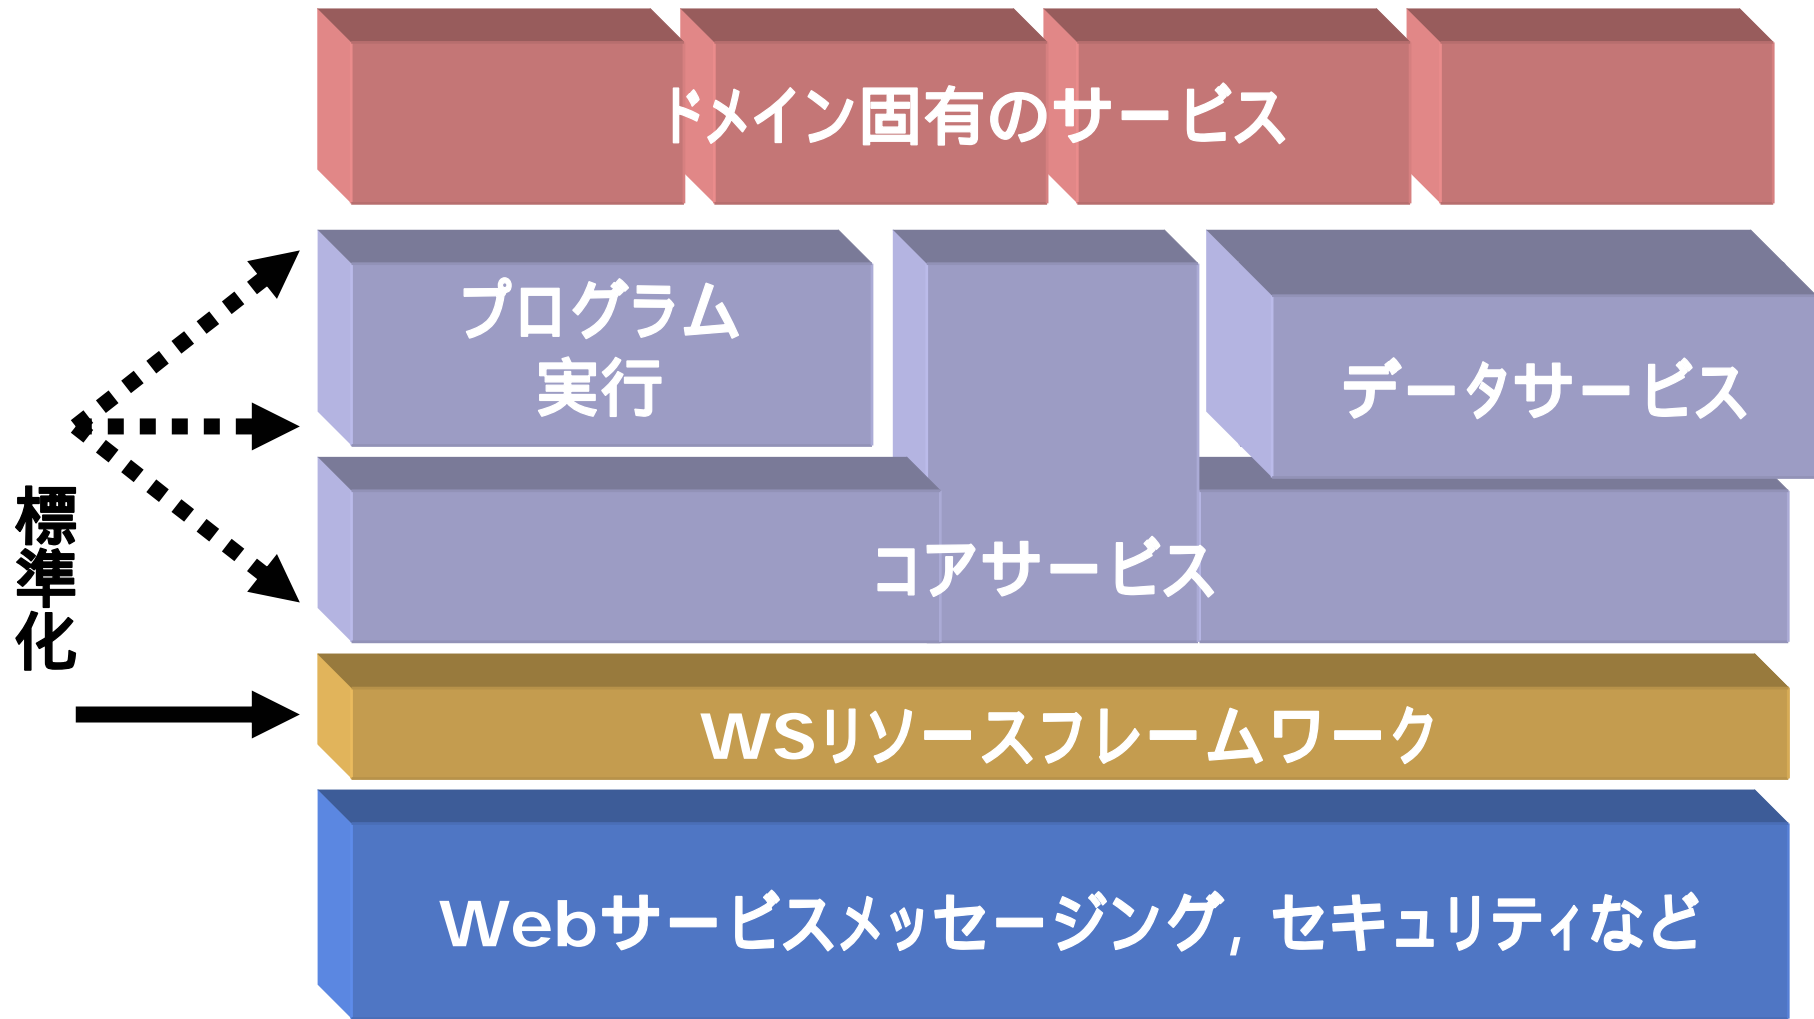 ドメイン固有のサービス
プログラム
実行
データサービス
コアサービス
標準化
WSリソースフレームワーク
Webサービスメッセージング, セキュリティなど